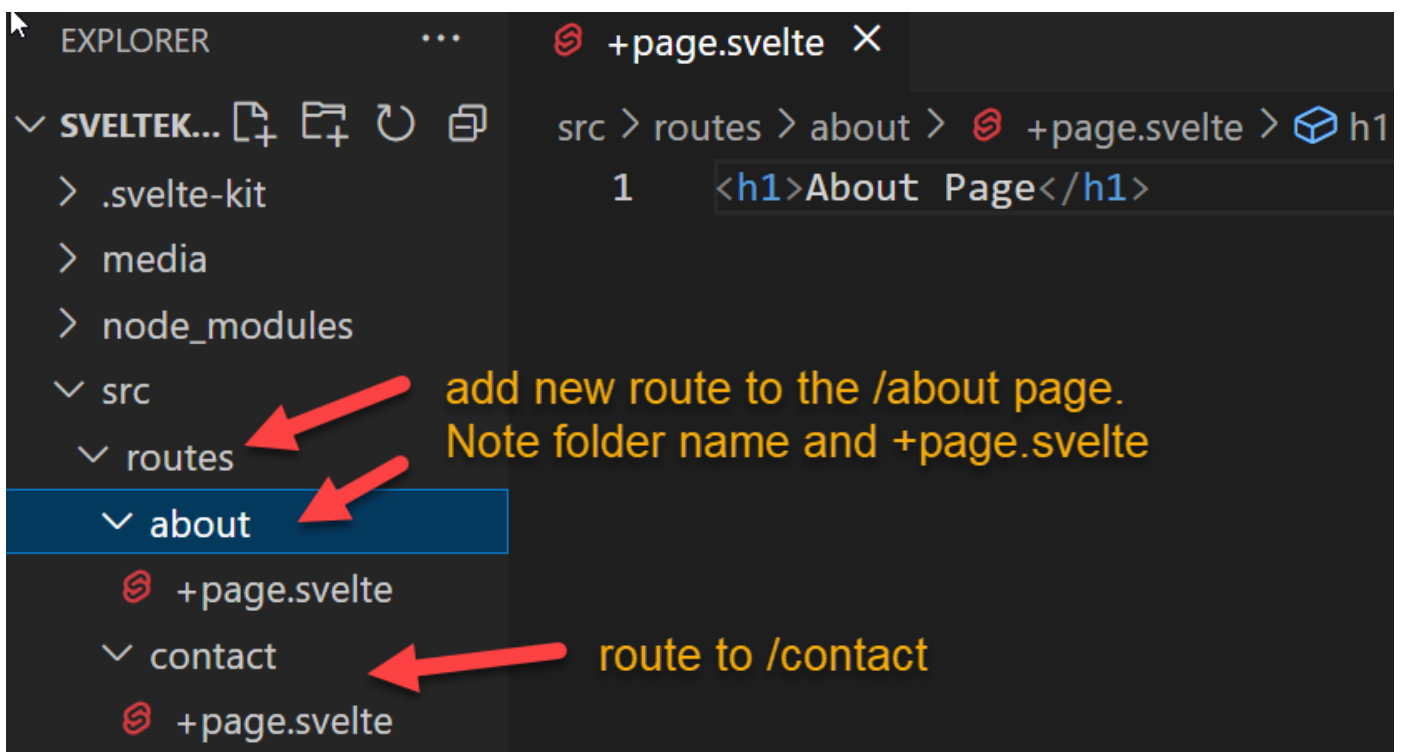 EXPLORER ...
+page.svelte
SVELTEK...
src > routes > about > +page.svelte > h1
1 <h1>About Page</h1>
.svelte-kit
media
node_modules
src
add new route to the /about page.
Note folder name and +page.svelte
routes
about
+page.svelte
contact
route to /contact
+page.svelte